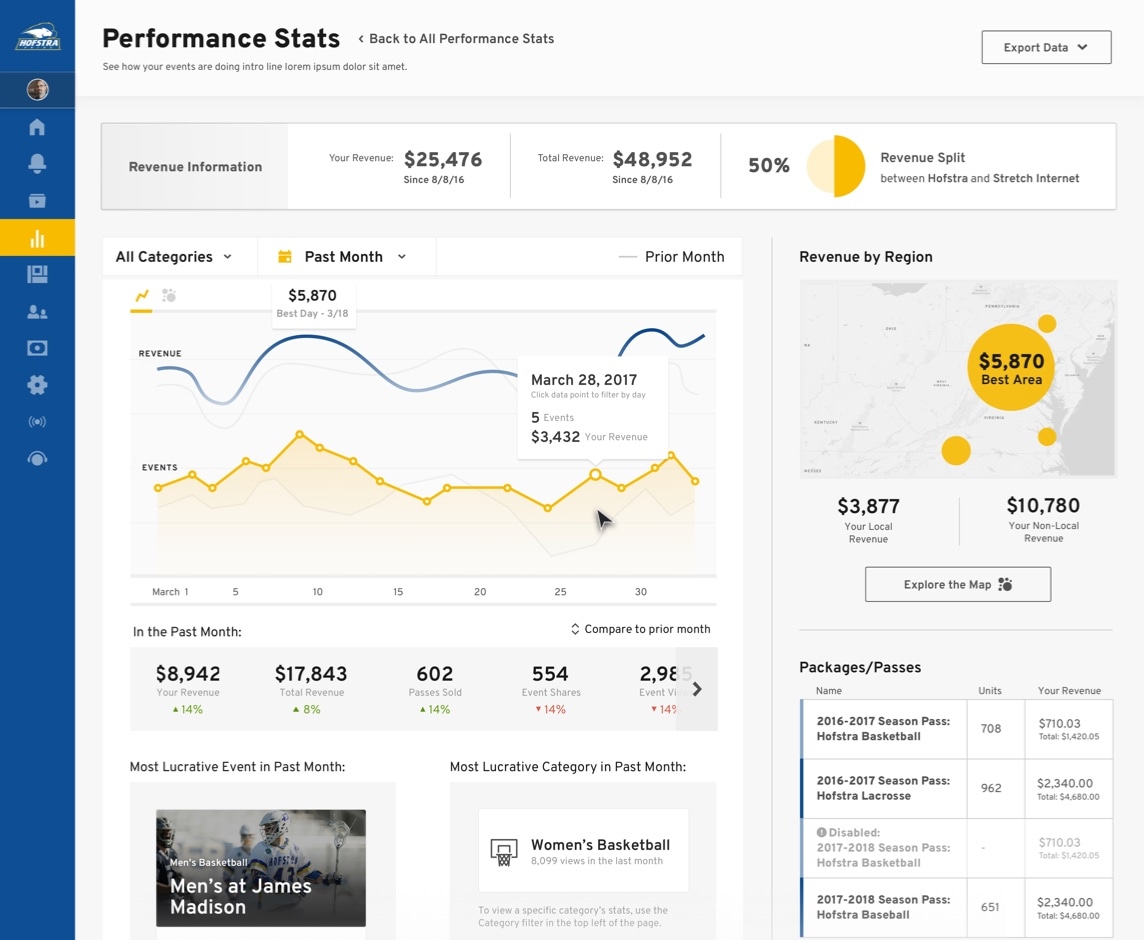 HOFSTRA
Performance Stats
‹ Back to All Performance Stats
See how your events are doing intro line lorem ipsum dolor sit amet.
Export Data
Revenue Information
Your Revenue: $25,476
Since 8/8/16
Total Revenue: $48,952
Since 8/8/16
50%
Revenue Split
between Hofstra and Stretch Internet
All Categories
Past Month
Prior Month
$5,870
Best Day - 3/18
REVENUE
March 28, 2017
Click data point to filter by day
5 Events
$3,432 Your Revenue
EVENTS
March 1 5 10 15 20 25 30
In the Past Month:
Compare to prior month
$8,942
Your Revenue
14%
$17,843
Total Revenue
8%
602
Passes Sold
14%
554
Event Shares
14%
2,985
Event
14%
Most Lucrative Event in Past Month:
Men's Basketball
Men's at James
Madison
Most Lucrative Category in Past Month:
Women's Basketball
8,099 views in the last month
To view a specific category's stats, use the
Category filter in the top left of the page.
Revenue by Region
PENNSYLVANIA
OHIO
WEST
VIRGINIA
KENTUCKY
VIRGINIA
$5,870
Best Area
$3,877
Your Local
Revenue
$10,780
Your Non-Local
Revenue
Explore the Map
Packages/Passes
Name Units Your Revenue
2016-2017 Season Pass:
Hofstra Basketball
708
$710.03
Total: $1,420.05
2016-2017 Season Pass:
Hofstra Lacrosse
962
$2,340.00
Total: $4,680.00
Disabled:
2017-2018 Season Pass:
Hofstra Basketball
-
$710.03
Total: $1,420.05
2017-2018 Season Pass:
Hofstra Baseball
651
$2,340.00
Total: $4,680.00